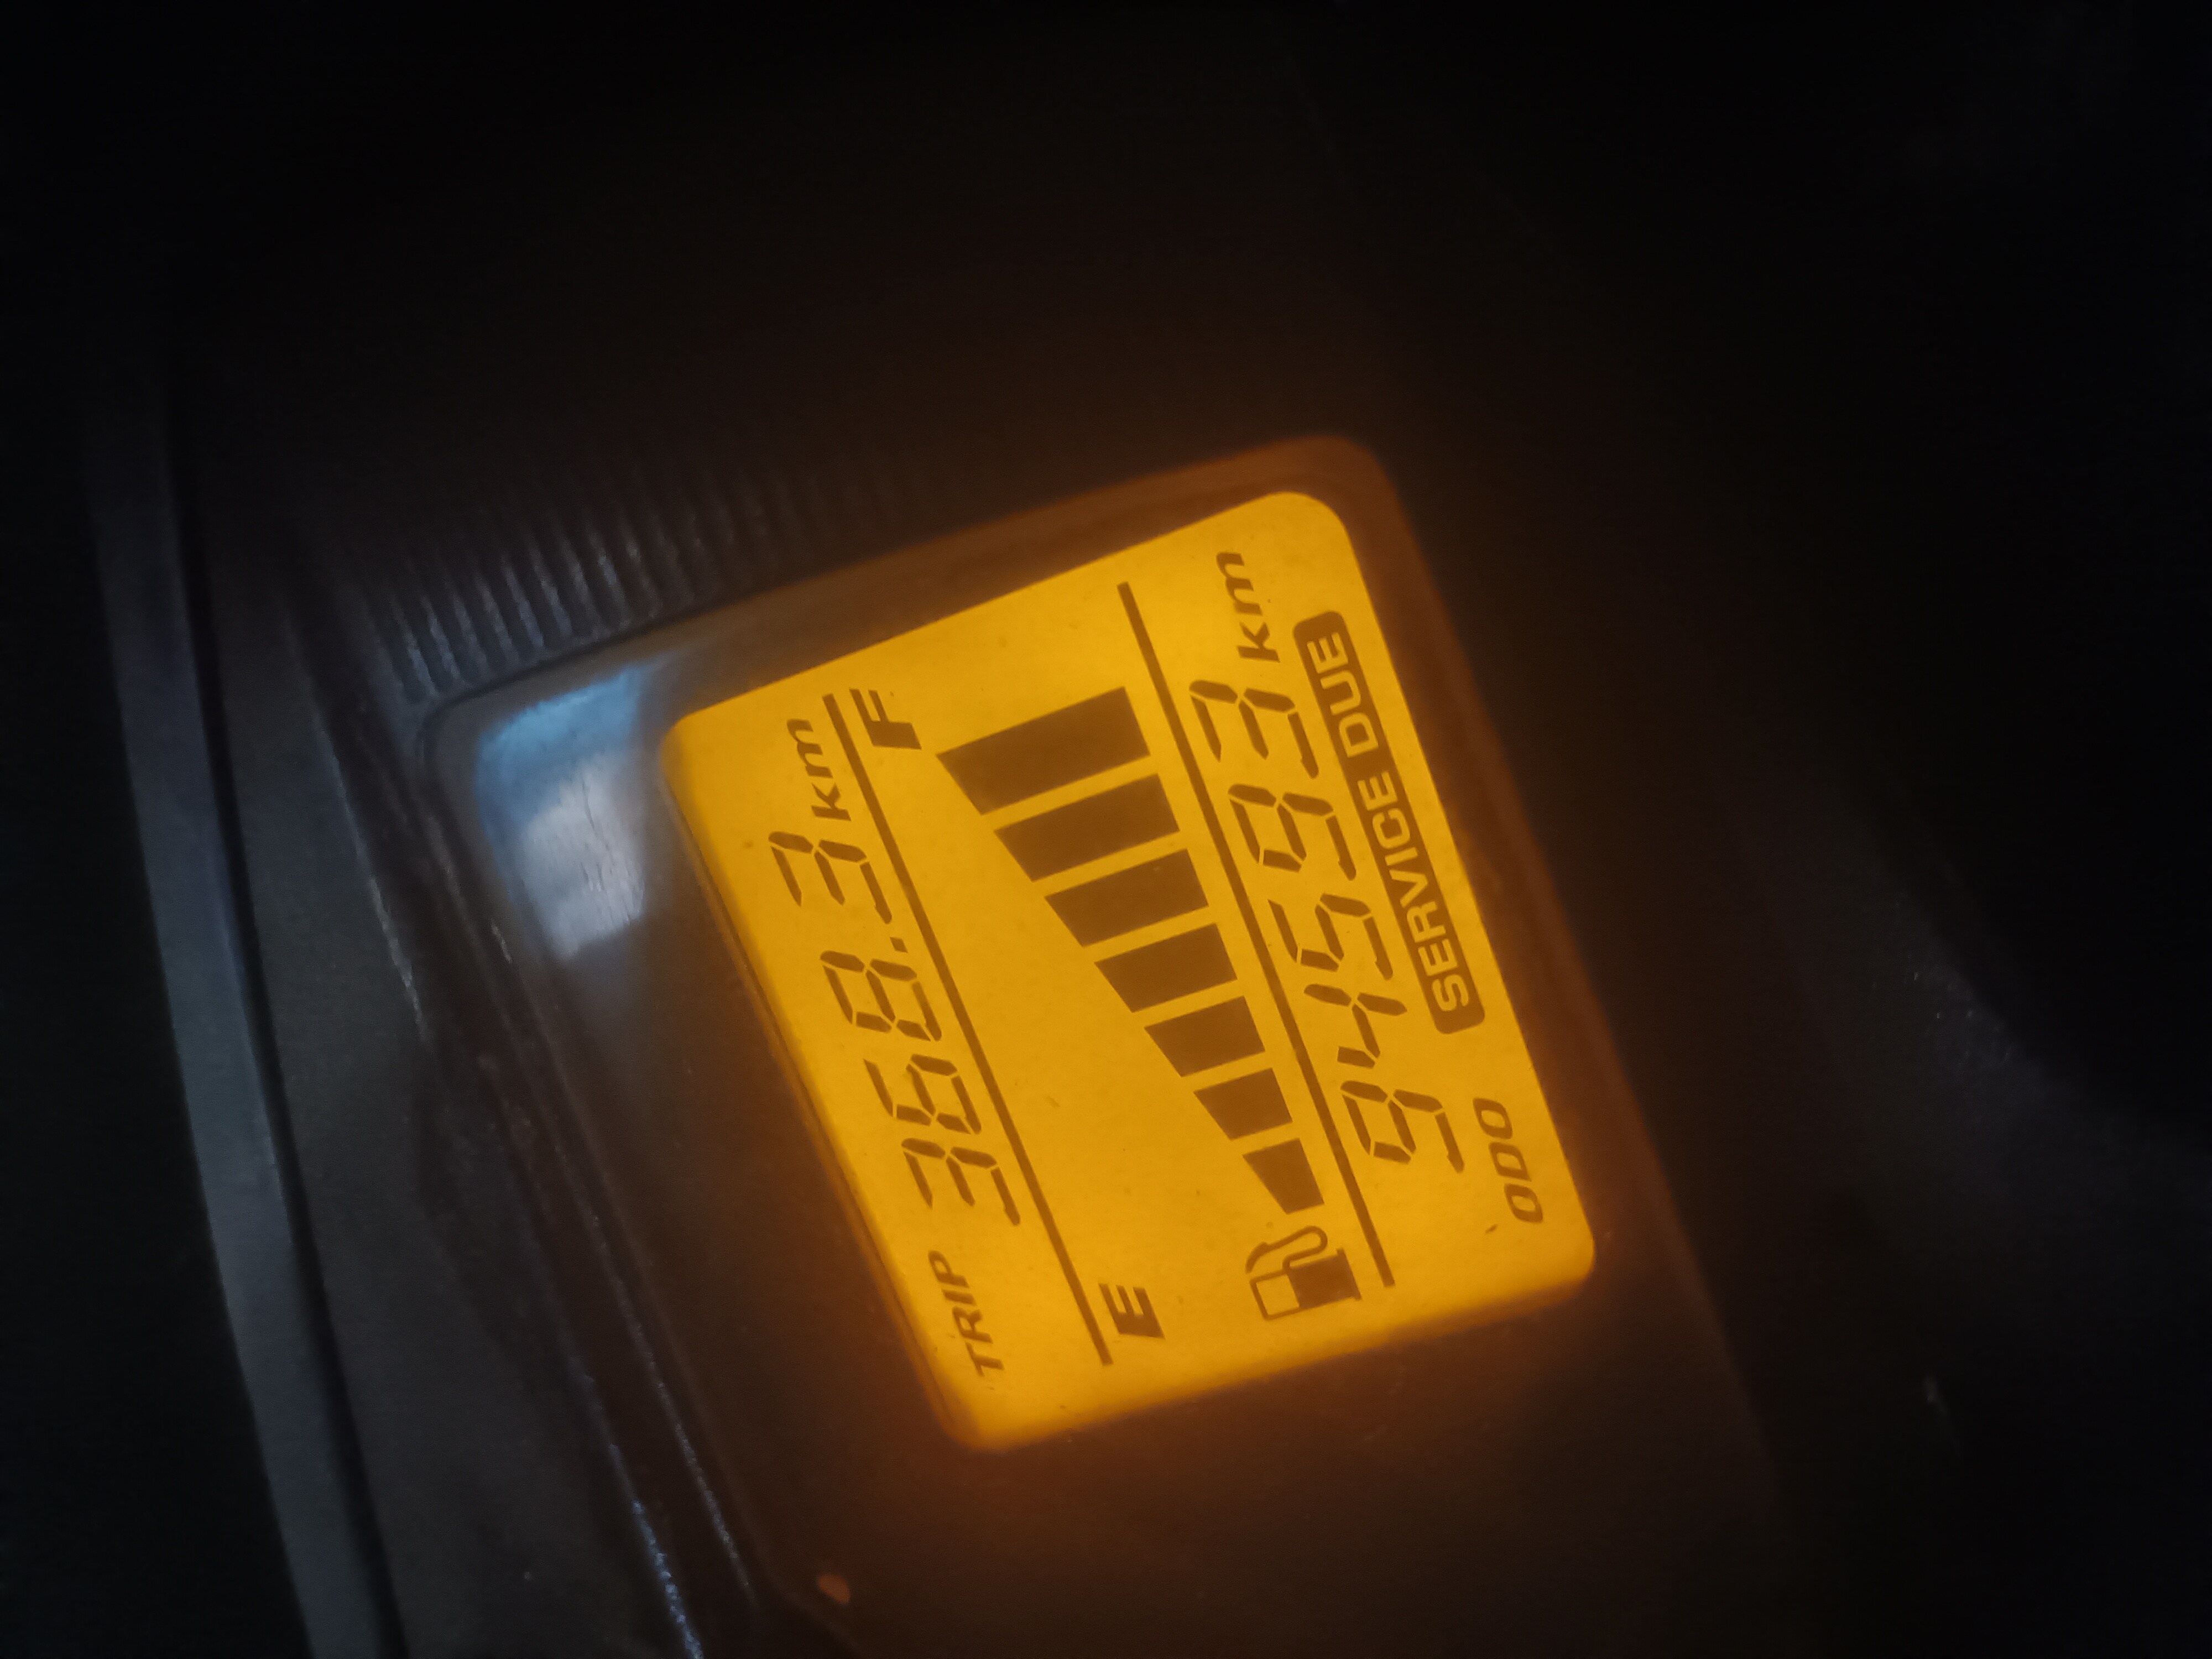 TRIP 368.3 km
E F
94593 km
ODO SERVICE DUE